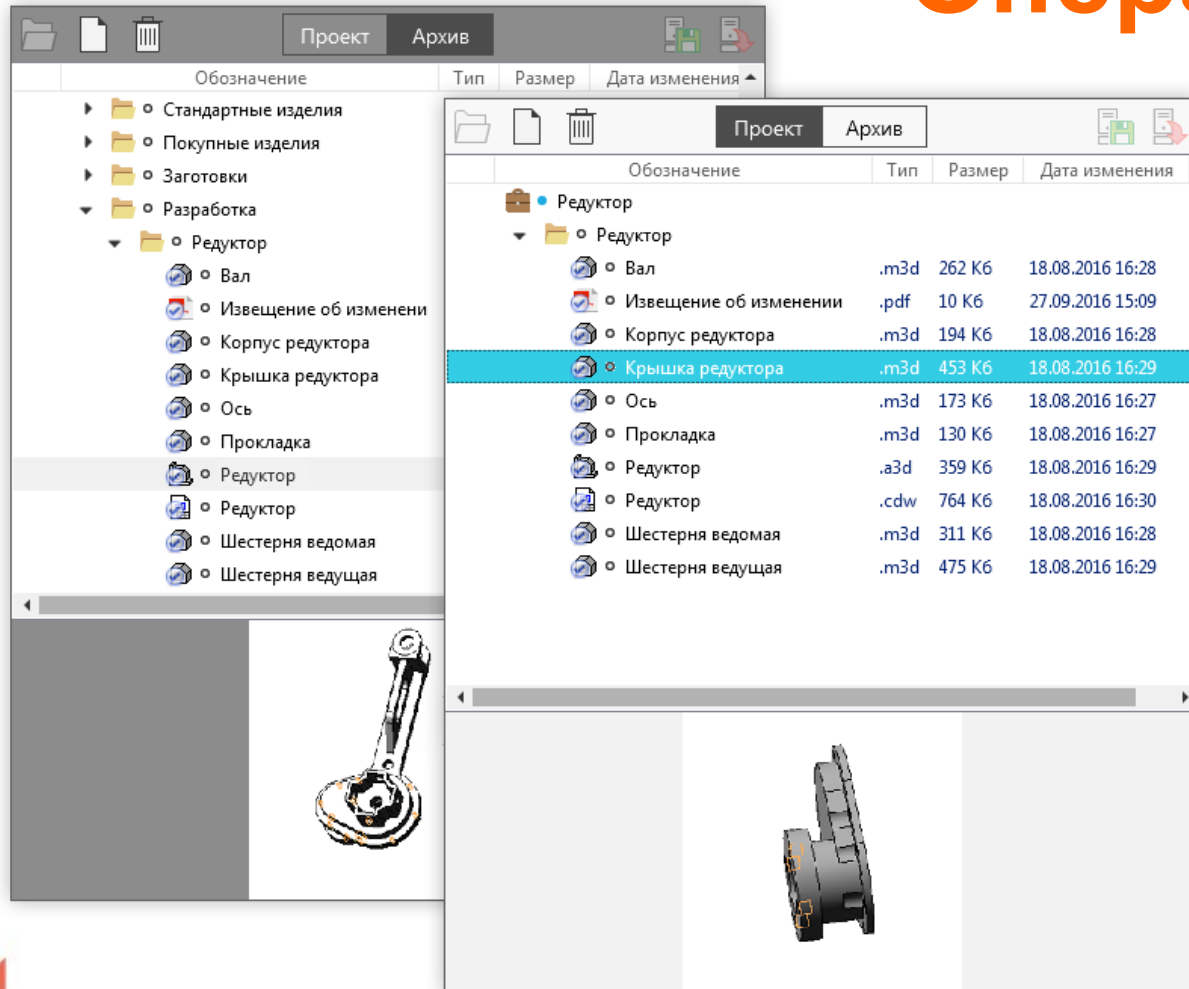 Проект Архив
Обозначение Тип Размер Дата изменения
Стандартные изделия
Покупные изделия
Заготовки
Разработка
Редуктор
Вал
Извещение об изменени
Корпус редуктора
Крышка редуктора
Ось
Прокладка
Редуктор
Редуктор
Шестерня ведомая
Шестерня ведущая
Проект Архив
Обозначение Тип Размер Дата изменения
Редуктор
Редуктор
Вал .m3d 262 Кб 18.08.2016 16:28
Извещение об изменении .pdf 10 Кб 27.09.2016 15:09
Корпус редуктора .m3d 194 Кб 18.08.2016 16:28
Крышка редуктора .m3d 453 Кб 18.08.2016 16:29
Ось .m3d 173 Кб 18.08.2016 16:27
Прокладка .m3d 130 Кб 18.08.2016 16:27
Редуктор .a3d 359 Кб 18.08.2016 16:29
Редуктор .cdw 764 Кб 18.08.2016 16:30
Шестерня ведомая .m3d 311 Кб 18.08.2016 16:28
Шестерня ведущая .m3d 475 Кб 18.08.2016 16:29